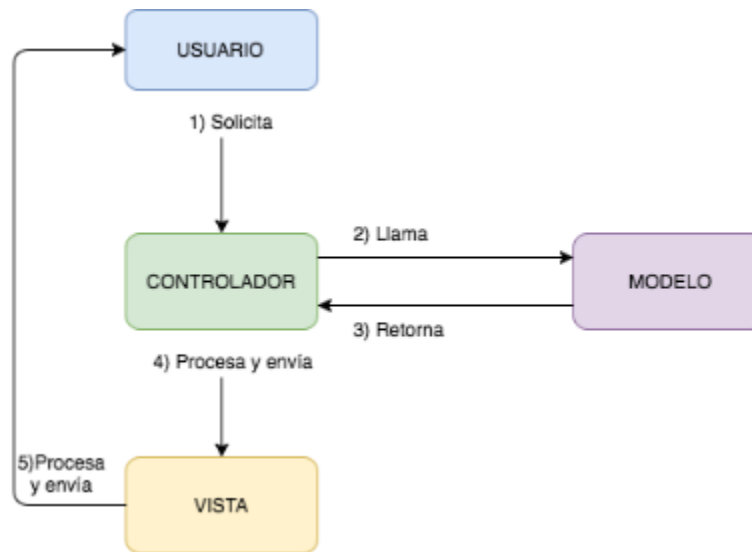 USUARIO
1) Solicita
2) Llama
CONTROLADOR
MODELO
3) Retorna
4) Procesa y envía
5)Procesa
y envía
VISTA